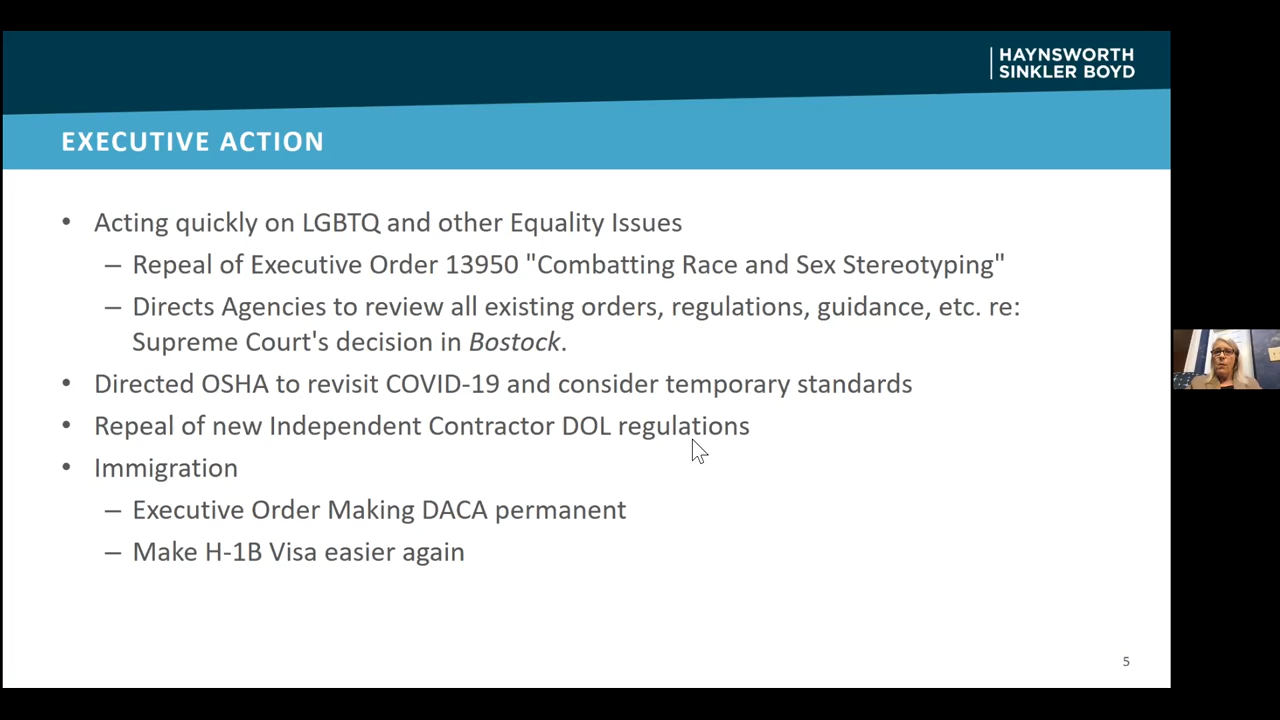 HAYNSWORTH
SINKLER BOYD
EXECUTIVE ACTION
• Acting quickly on LGBTQ and other Equality Issues
– Repeal of Executive Order 13950 "Combatting Race and Sex Stereotyping"
– Directs Agencies to review all existing orders, regulations, guidance, etc. re:
Supreme Court's decision in Bostock.
• Directed OSHA to revisit COVID-19 and consider temporary standards
• Repeal of new Independent Contractor DOL regulations
• Immigration
– Executive Order Making DACA permanent
– Make H-1B Visa easier again
5